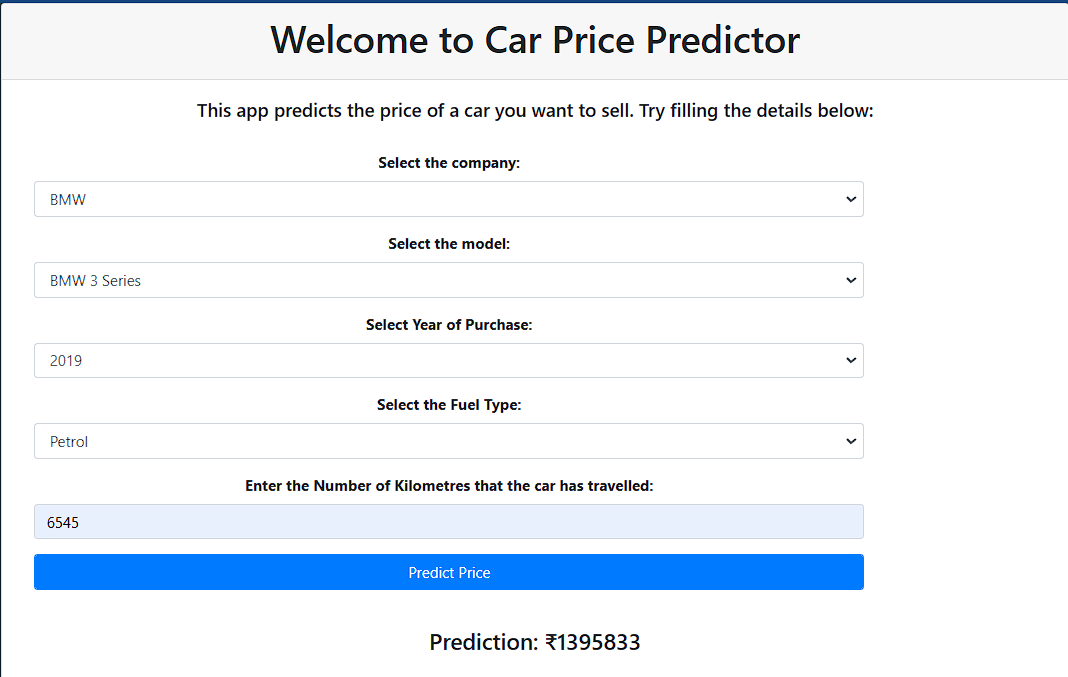 Welcome to Car Price Predictor
This app predicts the price of a car you want to sell. Try filling the details below:
Select the company:
BMW
Select the model:
BMW 3 Series
Select Year of Purchase:
2019
Select the Fuel Type:
Petrol
Enter the Number of Kilometres that the car has travelled:
6545
Predict Price
Prediction: ₹1395833